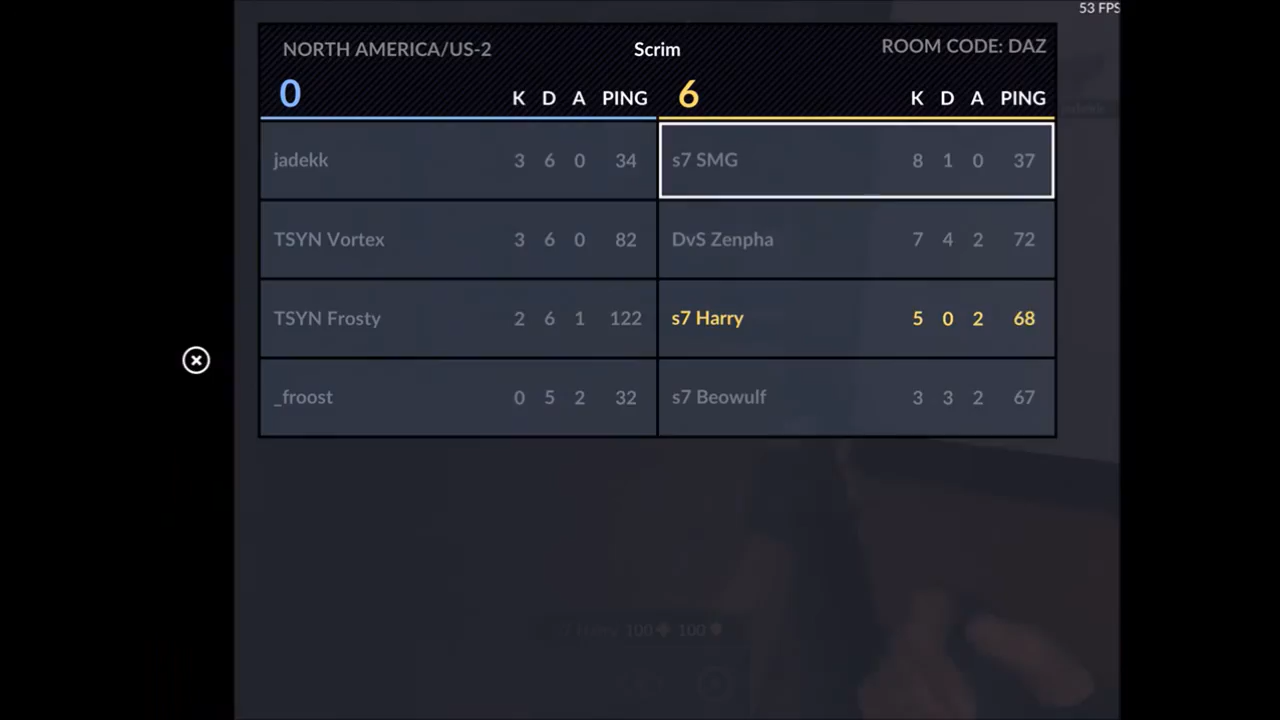 53 FPS
NORTH AMERICA/US-2 Scrim ROOM CODE: DAZ
0 K D A PING 6 K D A PING
jadekk 3 6 0 34 s7 SMG 8 1 0 37
TSYN Vortex 3 6 0 82 DvS Zenpha 7 4 2 72
TSYN Frosty 2 6 1 122 s7 Harry 5 0 2 68
_froost 0 5 2 32 s7 Beowulf 3 3 2 67
Harry 100 100